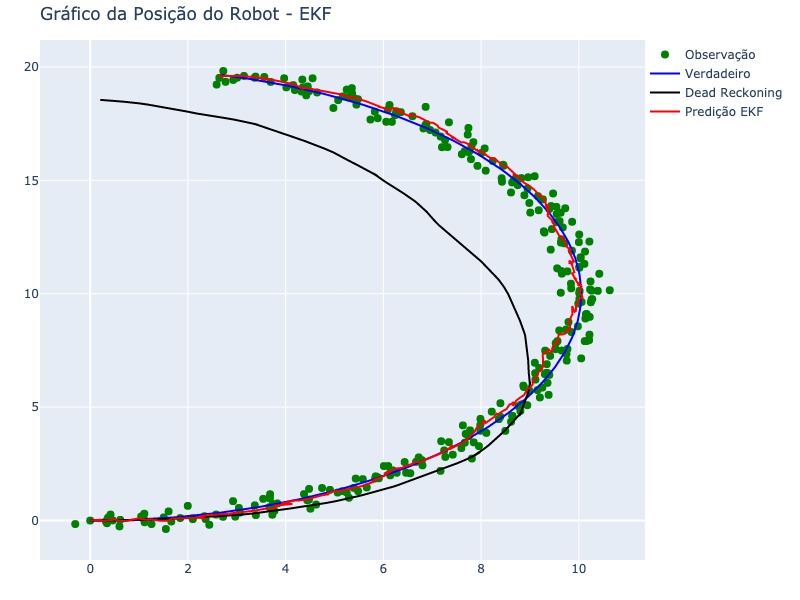 Gráfico da Posição do Robot - EKF
Observação
Verdadeiro
Dead Reckoning
Predição EKF
20
15
10
5
0
0 2 4 6 8 10